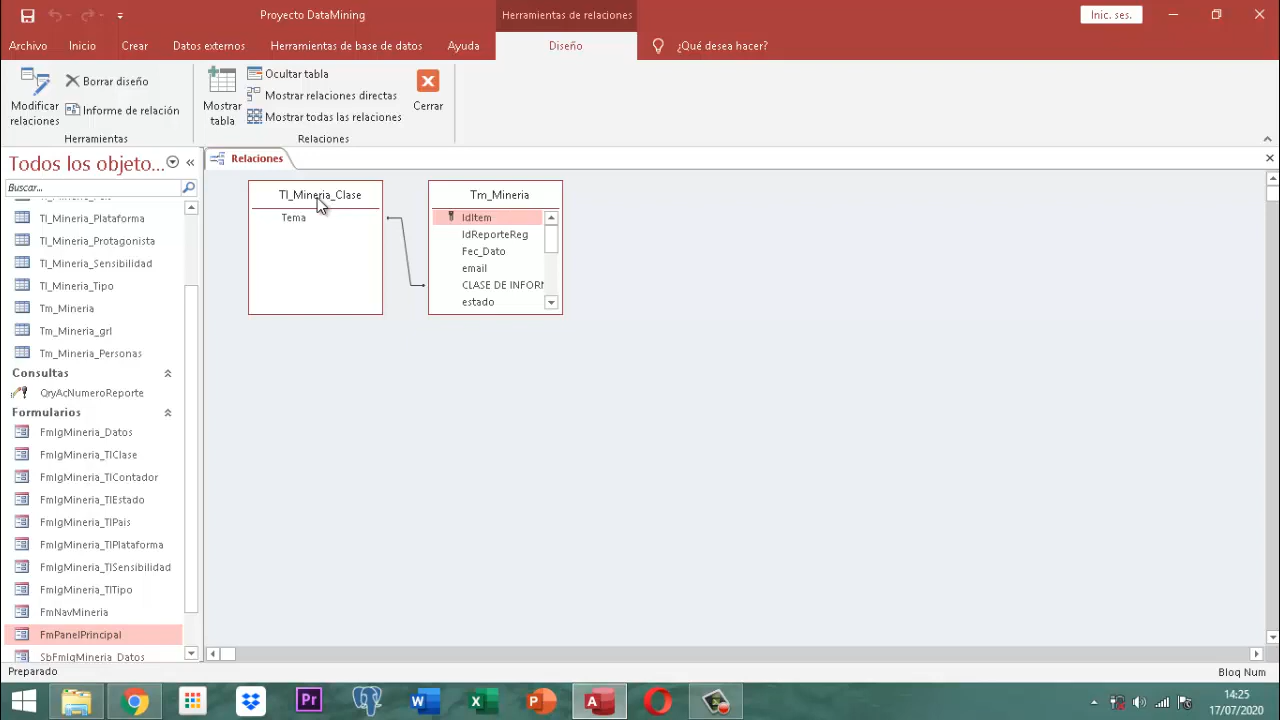 Proyecto DataMining
Herramientas de relaciones
Inic. ses.
Archivo
Inicio
Crear
Datos externos
Herramientas de base de datos
Ayuda
Diseño
¿Qué desea hacer?
Modificar relaciones
Borrar diseño
Informe de relación
Herramientas
Mostrar tabla
Ocultar tabla
Mostrar relaciones directas
Mostrar todas las relaciones
Cerrar
Relaciones
Todos los objeto...
Buscar...
Tl_Mineria_Plataforma
Tl_Mineria_Protagonista
Tl_Mineria_Sensibilidad
Tl_Mineria_Tipo
Tm_Mineria
Tm_Mineria_grl
Tm_Mineria_Personas
Consultas
QryAcNumeroReporte
Formularios
FmIgMineria_Datos
FmIgMineria_TlClase
FmIgMineria_TlContador
FmIgMineria_TlEstado
FmIgMineria_TlPais
FmIgMineria_TlPlataforma
FmIgMineria_TlSensibilidad
FmIgMineria_TlTipo
FmNavMineria
FmPanelPrincipal
SbFmIgMineria_Datos
Relaciones
Tl_Mineria_Clase
Tema
Tm_Mineria
IdItem
IdReporteReg
Fec_Dato
email
CLASE DE INFORM
estado
Preparado
Bloq Num
Pr
14:25
17/07/2020